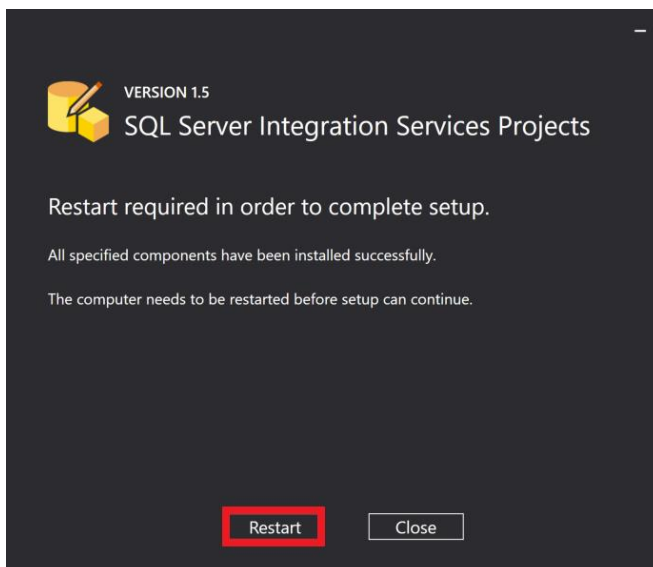 VERSION 1.5
SQL Server Integration Services Projects
Restart required in order to complete setup.
All specified components have been installed successfully.
The computer needs to be restarted before setup can continue.
Restart
Close